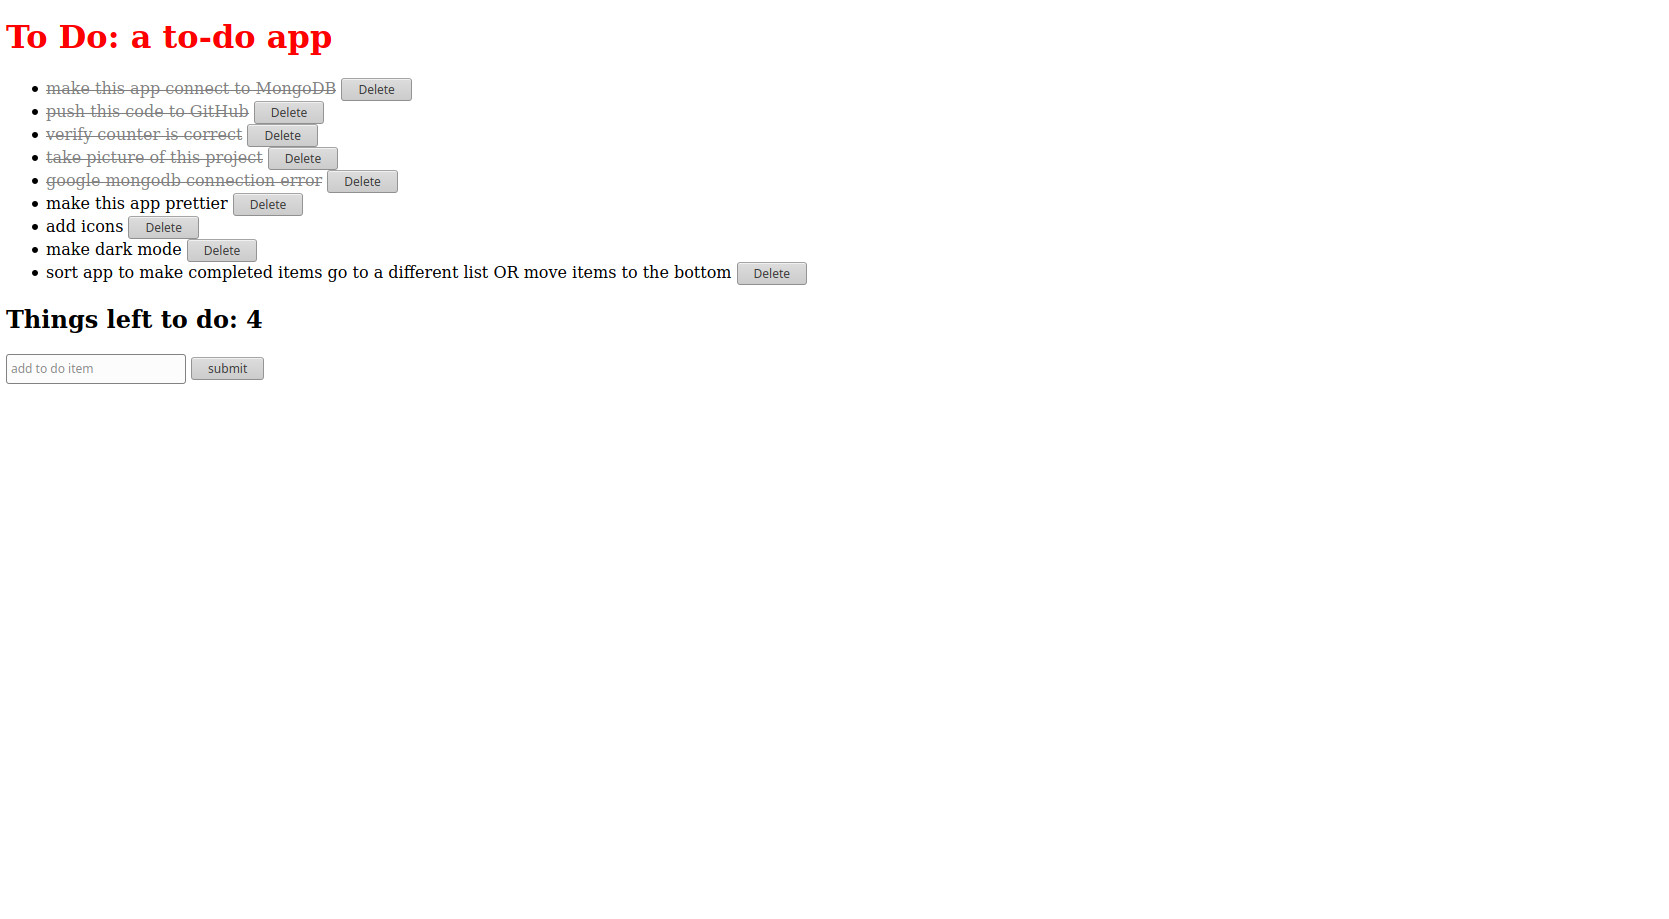 To Do: a to-do app
make this app connect to MongoDB Delete
push this code to GitHub Delete
verify counter is correct Delete
take picture of this project Delete
google mongodb connection error Delete
make this app prettier Delete
add icons Delete
make dark mode Delete
sort app to make completed items go to a different list OR move items to the bottom Delete
Things left to do: 4
add to do item submit